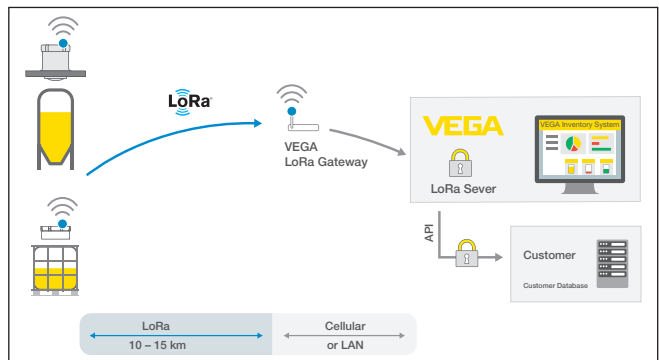 LoRa
VEGA
LoRa Gateway
VEGA
VEGA Inventory System
LoRa Sever
API
Customer
Customer Database
LoRa
10 – 15 km
Cellular
or LAN